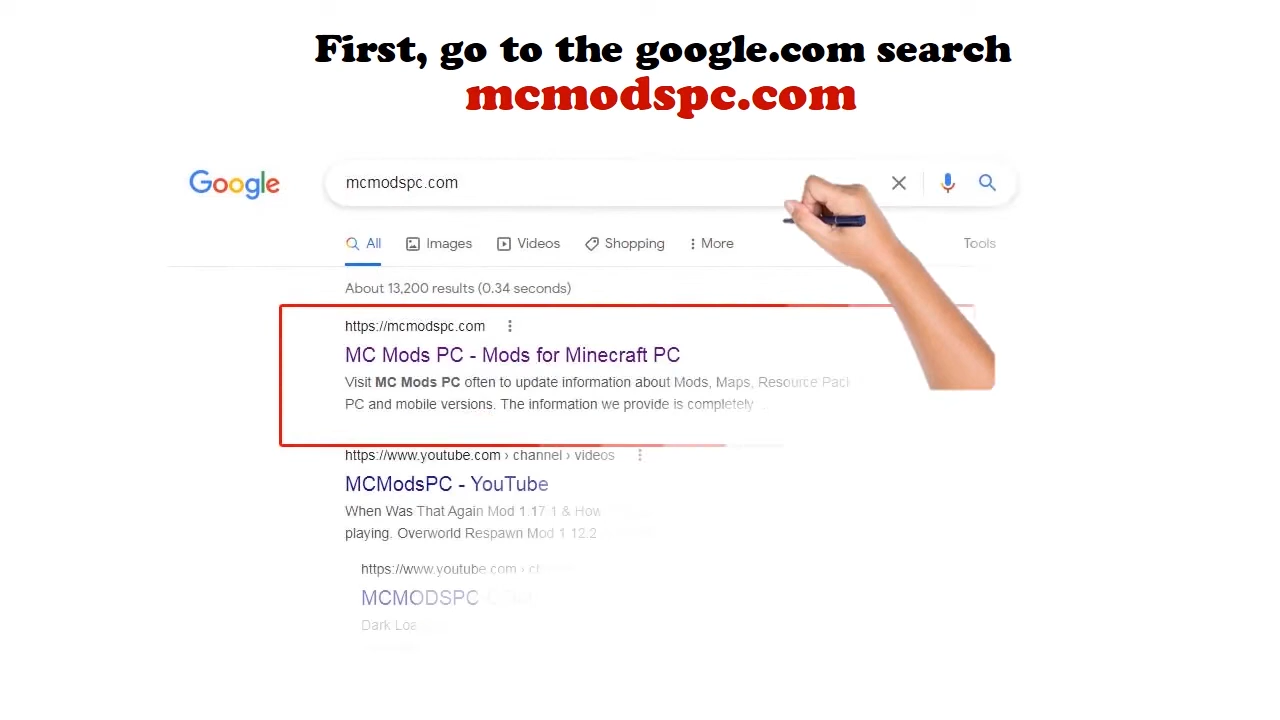 First, go to the google.com search
mcmodspc.com
Google
mcmodspc.com
All Images Videos Shopping More Tools
About 13,200 results (0.34 seconds)
https://mcmodspc.com
MC Mods PC - Mods for Minecraft PC
Visit MC Mods PC often to update information about Mods, Maps, Resource Pack
PC and mobile versions. The information we provide is completely
https://www.youtube.com › channel › videos
MCModsPC - YouTube
When Was That Again Mod 1.17 1 & How
playing. Overworld Respawn Mod 1 12.2
https://www.youtube.com › ch
MCMODSPC
Dark Loa